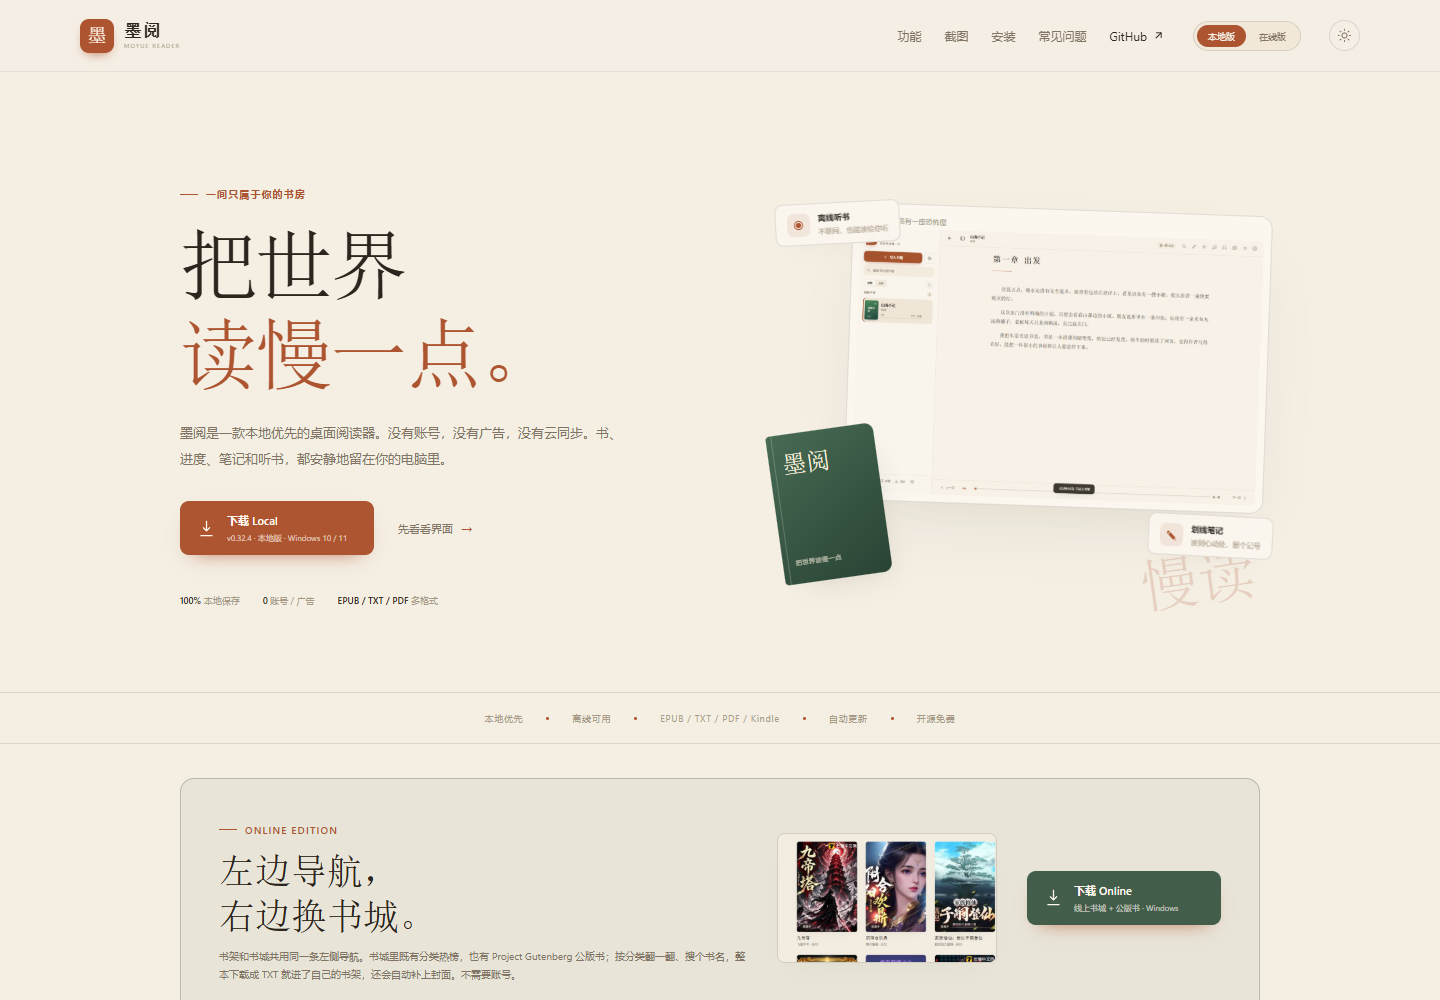 墨
墨阅
MOYUE READER
功能
截图
安装
常见问题
GitHub
本地版
在线版
一间只属于你的书房
把世界
读慢一点。
墨阅是一款本地优先的桌面阅读器。没有账号，没有广告，没有云同步。书、
进度、笔记和听书，都安静地留在你的电脑里。
下载 Local
v0.32.4 · 本地版 · Windows 10 / 11
先看看界面 →
100% 本地保存
0 账号 / 广告
EPUB / TXT / PDF 多格式
离线听书
第一章 出发
墨阅
把世界读慢一点
划线笔记
慢读
本地优先
离线可用
EPUB / TXT / PDF / Kindle
自动更新
开源免费
ONLINE EDITION
左边导航，
右边换书城。
书架和书城共用同一条左侧导航。书城里既有分类热榜，也有 Project Gutenberg 公版书；按分类翻一翻、搜个书名，整
本下载成 TXT 就进了自己的书架，还会自动补上封面。不需要账号。
九帝塔
下载 Online
线上书城 + 公版书 · Windows